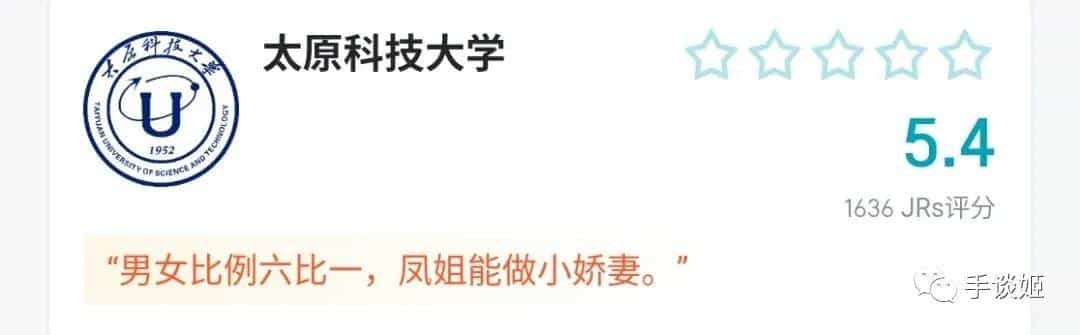 太原科技大学
太原科技大学
TAIYUAN UNIVERSITY OF SCIENCE AND TECHNOLOGY
U
1952
5.4
1636 JRs评分
“男女比例六比一，凤姐能做小娇妻。”
手谈姬